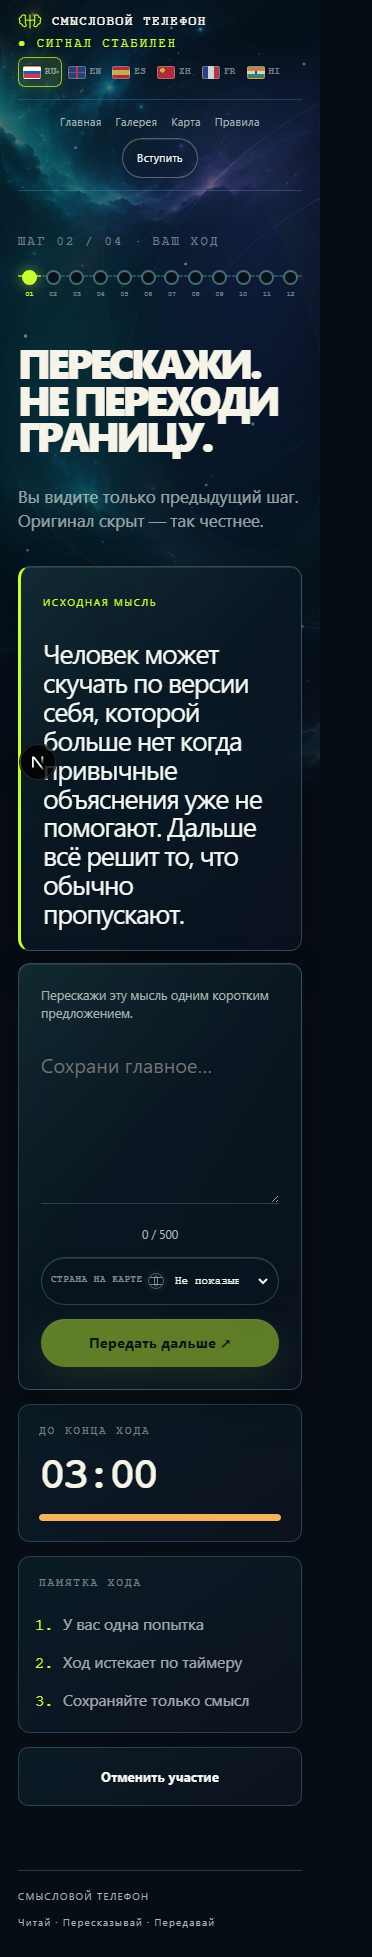 СМЫСЛОВОЙ ТЕЛЕФОН
СИГНАЛ СТАБИЛЕН
RU EN ES ZH FR HI
Главная Галерея Карта Правила
Вступить
ШАГ 02 / 04 · ВАШ ХОД
01 02 03 04 05 06 07 08 09 10 11 12
ПЕРЕСКАЖИ.
НЕ ПЕРЕХОДИ
ГРАНИЦУ.
Вы видите только предыдущий шаг.
Оригинал скрыт — так честнее.
ИСХОДНАЯ МЫСЛЬ
Человек может
скучать по версии
себя, которой
больше нет когда
привычные
объяснения уже не
помогают. Дальше
всё решит то, что
обычно
пропускают.
N
Перескажи эту мысль одним коротким
предложением.
Сохрани главное...
0 / 500
СТРАНА НА КАРТЕ Не показыв
Передать дальше ↗
ДО КОНЦА ХОДА
03:00
ПАМЯТКА ХОДА
1. У вас одна попытка
2. Ход истекает по таймеру
3. Сохраняйте только смысл
Отменить участие
СМЫСЛОВОЙ ТЕЛЕФОН
Читай · Пересказывай · Передавай